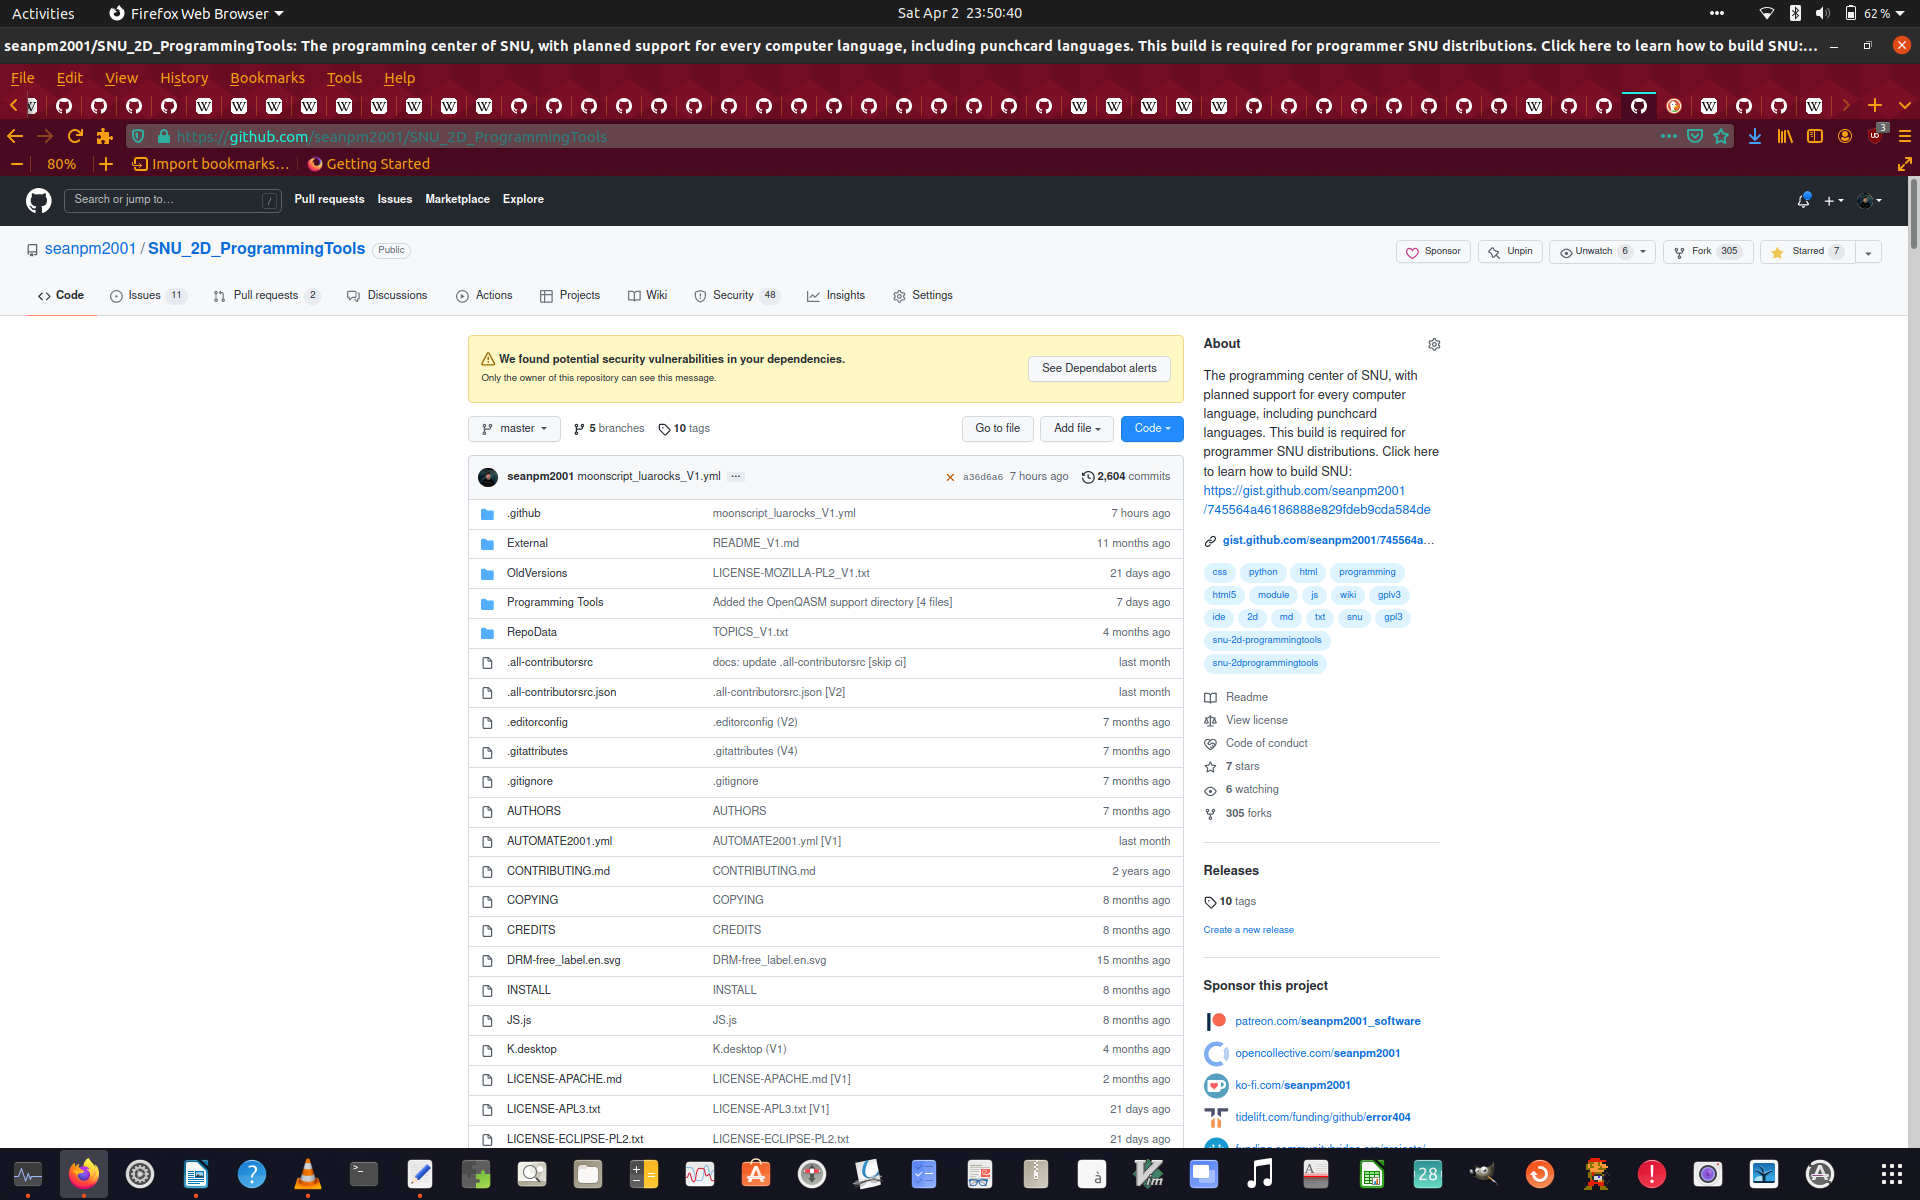 Activities
Firefox Web Browser
Sat Apr 2 23:50:40
62 %
seanpm2001/SNU_2D_ProgrammingTools: The programming center of SNU, with planned support for every computer language, including punchcard languages. This build is required for programmer SNU distributions. Click here to learn how to build SNU:...
File Edit View History Bookmarks Tools Help
https://github.com/seanpm2001/SNU_2D_ProgrammingTools
3
80%
Import bookmarks...
Getting Started
Search or jump to...
/
Pull requests Issues Marketplace Explore
seanpm2001 / SNU_2D_ProgrammingTools Public
Sponsor Unpin Unwatch 6 Fork 305 Starred 7
Code Issues 11 Pull requests 2 Discussions Actions Projects Wiki Security 48 Insights Settings
We found potential security vulnerabilities in your dependencies.
Only the owner of this repository can see this message.
See Dependabot alerts
master 5 branches 10 tags
Go to file Add file Code
seanpm2001 moonscript_luarocks_V1.yml ... a36d6a6 7 hours ago 2,604 commits
.github moonscript_luarocks_V1.yml 7 hours ago
External README_V1.md 11 months ago
OldVersions LICENSE-MOZILLA-PL2_V1.txt 21 days ago
Programming Tools Added the OpenQASM support directory [4 files] 7 days ago
RepoData TOPICS_V1.txt 4 months ago
.all-contributorsrc docs: update .all-contributorsrc [skip ci] last month
.all-contributorsrc.json .all-contributorsrc.json [V2] last month
.editorconfig .editorconfig (V2) 7 months ago
.gitattributes .gitattributes (V4) 7 months ago
.gitignore .gitignore 7 months ago
AUTHORS AUTHORS 7 months ago
AUTOMATE2001.yml AUTOMATE2001.yml [V1] last month
CONTRIBUTING.md CONTRIBUTING.md 2 years ago
COPYING COPYING 8 months ago
CREDITS CREDITS 8 months ago
DRM-free_label.en.svg DRM-free_label.en.svg 15 months ago
INSTALL INSTALL 8 months ago
JS.js JS.js 8 months ago
K.desktop K.desktop (V1) 4 months ago
LICENSE-APACHE.md LICENSE-APACHE.md [V1] 2 months ago
LICENSE-APL3.txt LICENSE-APL3.txt [V1] 21 days ago
LICENSE-ECLIPSE-PL2.txt LICENSE-ECLIPSE-PL2.txt 21 days ago
About
The programming center of SNU, with
planned support for every computer
language, including punchcard
languages. This build is required for
programmer SNU distributions. Click here
to learn how to build SNU:
https://gist.github.com/seanpm2001
/745564a46186888e829fdeb9cda584de
gist.github.com/seanpm2001/745564a...
css python html programming
html5 module js wiki gplv3
ide 2d md txt snu gpl3
snu-2d-programmingtools
snu-2dprogrammingtools
Readme
View license
Code of conduct
7 stars
6 watching
305 forks
Releases
10 tags
Create a new release
Sponsor this project
patreon.com/seanpm2001_software
opencollective.com/seanpm2001
ko-fi.com/seanpm2001
tidelift.com/funding/github/error404
28